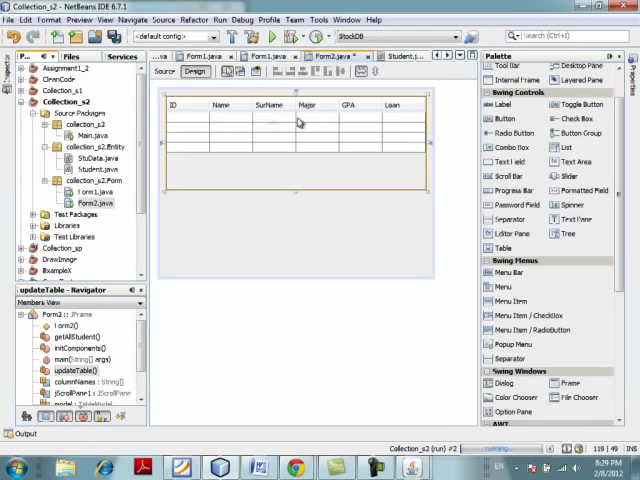 Collection_s2 - NetBeans IDE 6.7.1
File Edit View Navigate Source Refactor Run Debug Profile Team Tools Window Help
<default config> StockDB Search (Ctrl+I)
P... Files Services
...va Form1.java SurName.java Form2.java * Student.j...
Source Design
Inspector
Assignment1_2
CleanCode
Collection_s1
Collection_s2
Source Packages
collection_s2
Main.java
collection_s2.Entity
StuData.java
Student.java
collection_s2.Form
Form1.java
Form2.java
Test Packages
Libraries
Test Libraries
Collection_sp
DrawImage
ExampleX
ID Name SurName Major GPA Loan
updateTable() - Navigator
Members View
Form2 :: JFrame
Form2()
getAllStudent()
initComponents()
main(String[] args)
updateTable()
columnNames : String[]
jScrollPane1 : JScrollPane
model : TableModel
Palette
Properties
Tool Bar Desktop Pane
Internal Frame Layered Pane
Swing Controls
Label Toggle Button
Button Check Box
Radio Button Button Group
Combo Box List
Text Field Text Area
Scroll Bar Slider
Progress Bar Formatted Field
Password Field Spinner
Separator Text Pane
Editor Pane Tree
Table
Swing Menus
Menu Bar
Menu
Menu Item
Menu Item / CheckBox
Menu Item / RadioButton
Popup Menu
Separator
Swing Windows
Dialog Frame
Color Chooser File Chooser
Option Pane
AWT
Output
Collection_s2 (run) #2 running... 119 | 49 INS
EN 8:29 PM
2/8/2012